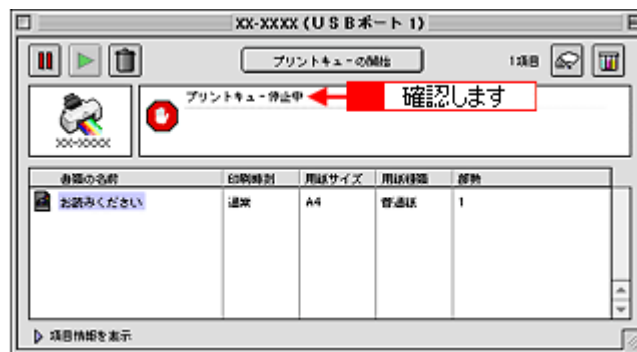 XX-XXXX (USBポート 1)
プリントキューの開始
1項目
プリントキュー停止中
確認します
XX-XXXX
書類の名前 印刷時刻 用紙サイズ 用紙種類 部数
お読みください 通常 A4 普通紙 1
項目情報を表示